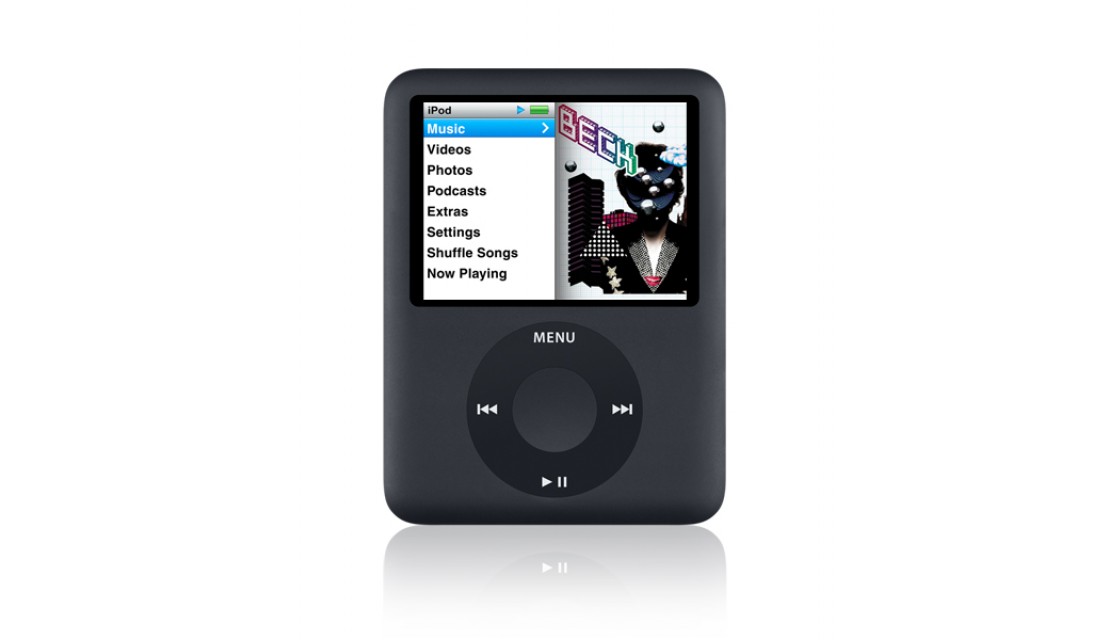 iPod
Music
Videos
Photos
Podcasts
Extras
Settings
Shuffle Songs
Now Playing
BECK
MENU